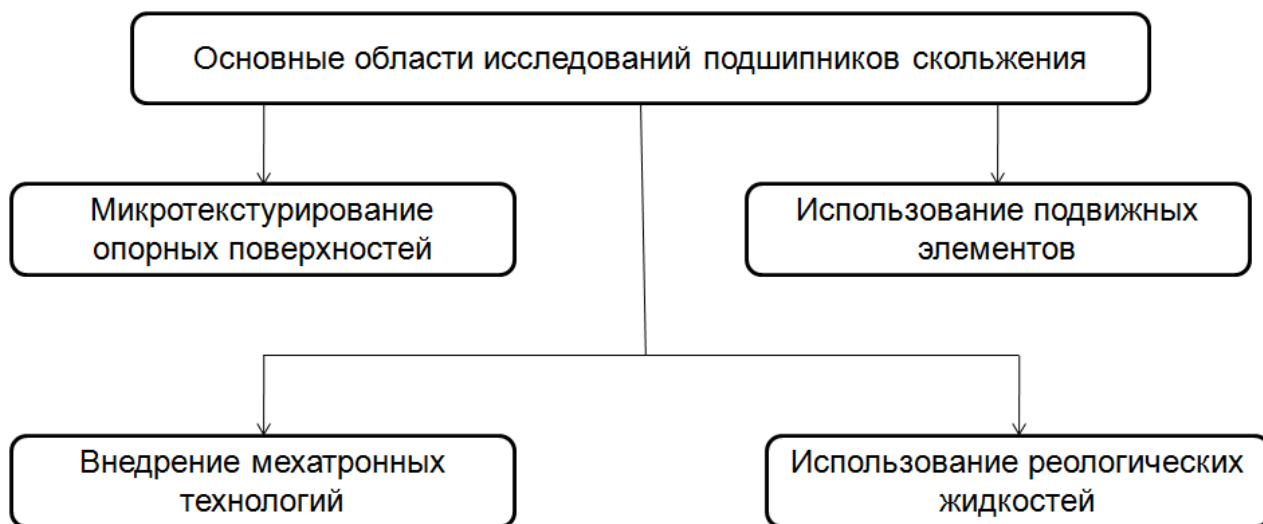 Основные области исследований подшипников скольжения
Микротекстурирование
опорных поверхностей
Использование подвижных
элементов
Внедрение мехатронных
технологий
Использование реологических
жидкостей